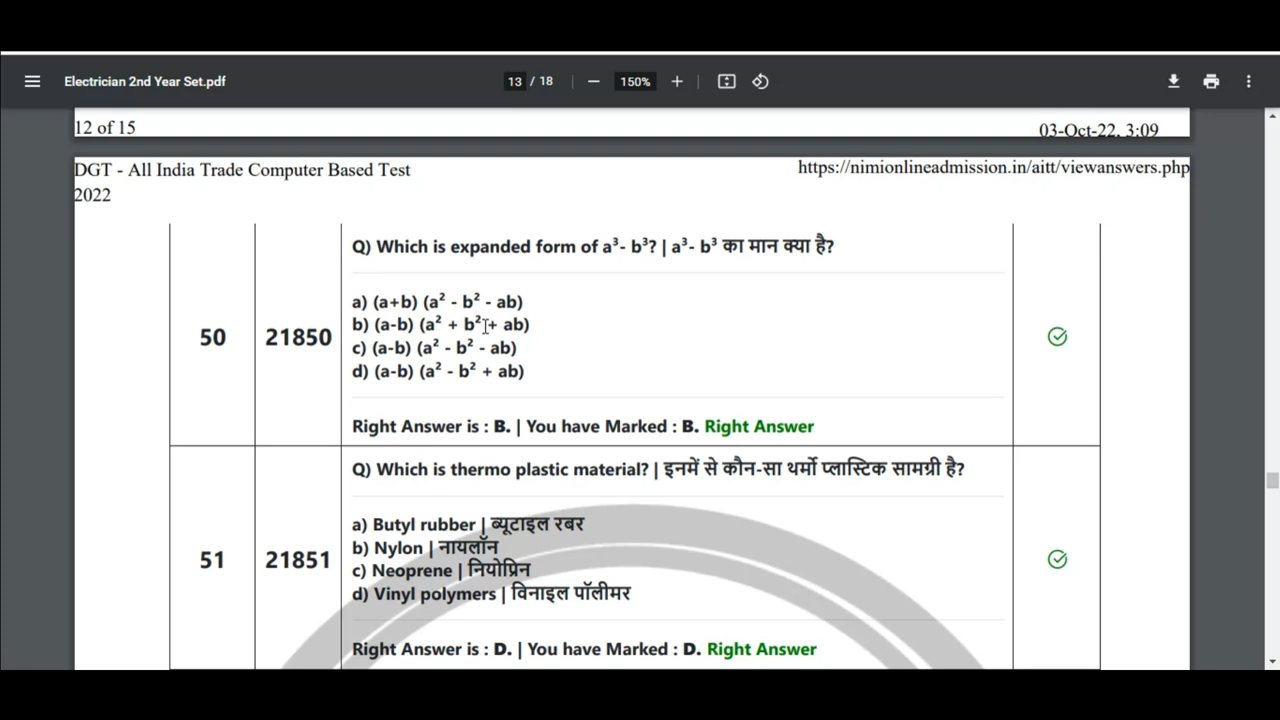 Electrician 2nd Year Set.pdf
13 / 18
150%
12 of 15
03-Oct-22, 3:09
DGT - All India Trade Computer Based Test
2022
https://nimionlineadmission.in/aitt/viewanswers.php
50
21850
Q) Which is expanded form of a³- b³? | a³- b³ का मान क्या है?
a) (a+b) (a² - b² - ab)
b) (a-b) (a² + b² + ab)
c) (a-b) (a² - b² - ab)
d) (a-b) (a² - b² + ab)
Right Answer is : B. | You have Marked : B. Right Answer
51
21851
Q) Which is thermo plastic material? | इनमें से कौन-सा थर्मो प्लास्टिक सामग्री है?
a) Butyl rubber | ब्यूटाइल रबर
b) Nylon | नायलॉन
c) Neoprene | नियोप्रिन
d) Vinyl polymers | विनाइल पॉलीमर
Right Answer is : D. | You have Marked : D. Right Answer